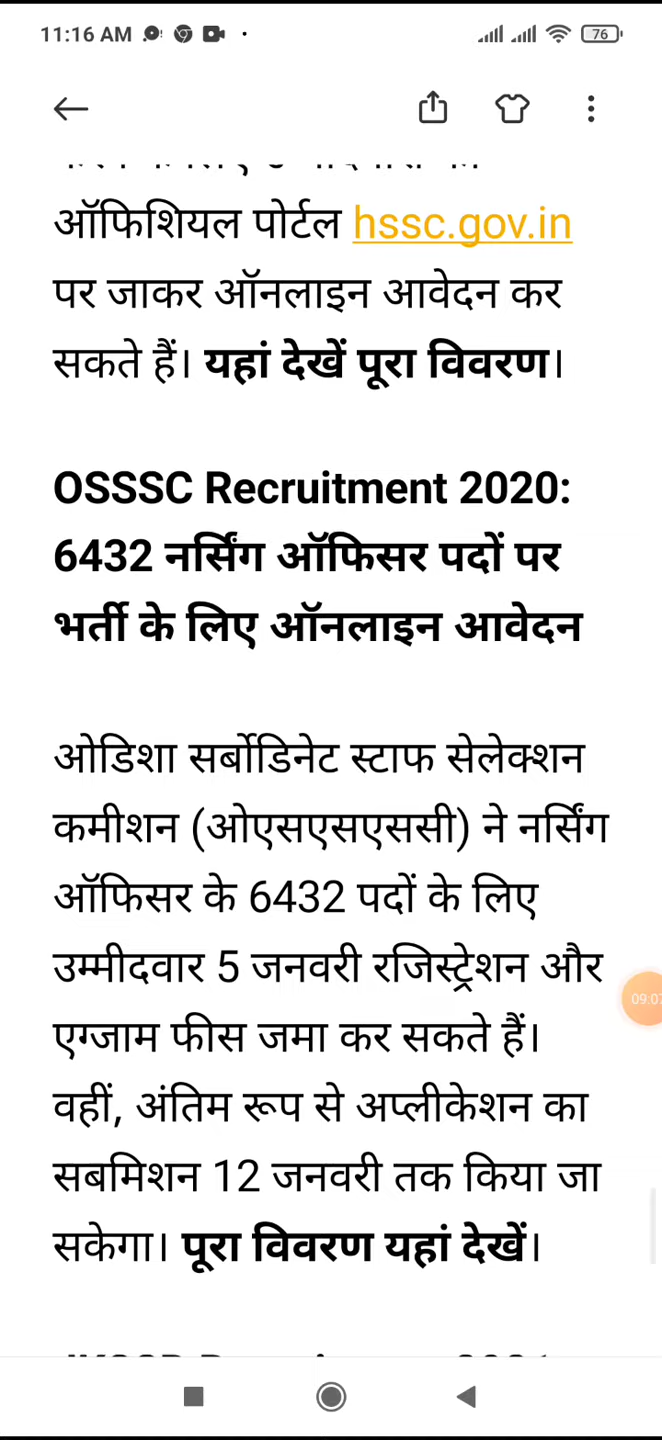 11:16 AM
76
ऑफिशियल पोर्टल hssc.gov.in
पर जाकर ऑनलाइन आवेदन कर
सकते हैं। यहां देखें पूरा विवरण।
OSSSC Recruitment 2020:
6432 नर्सिंग ऑफिसर पदों पर
भर्ती के लिए ऑनलाइन आवेदन
ओडिशा सर्बोडिनेट स्टाफ सेलेक्शन
कमीशन (ओएसएसएससी) ने नर्सिंग
ऑफिसर के 6432 पदों के लिए
उम्मीदवार 5 जनवरी रजिस्ट्रेशन और
09:07
एग्जाम फीस जमा कर सकते हैं।
वहीं, अंतिम रूप से अप्लीकेशन का
सबमिशन 12 जनवरी तक किया जा
सकेगा। पूरा विवरण यहां देखें।